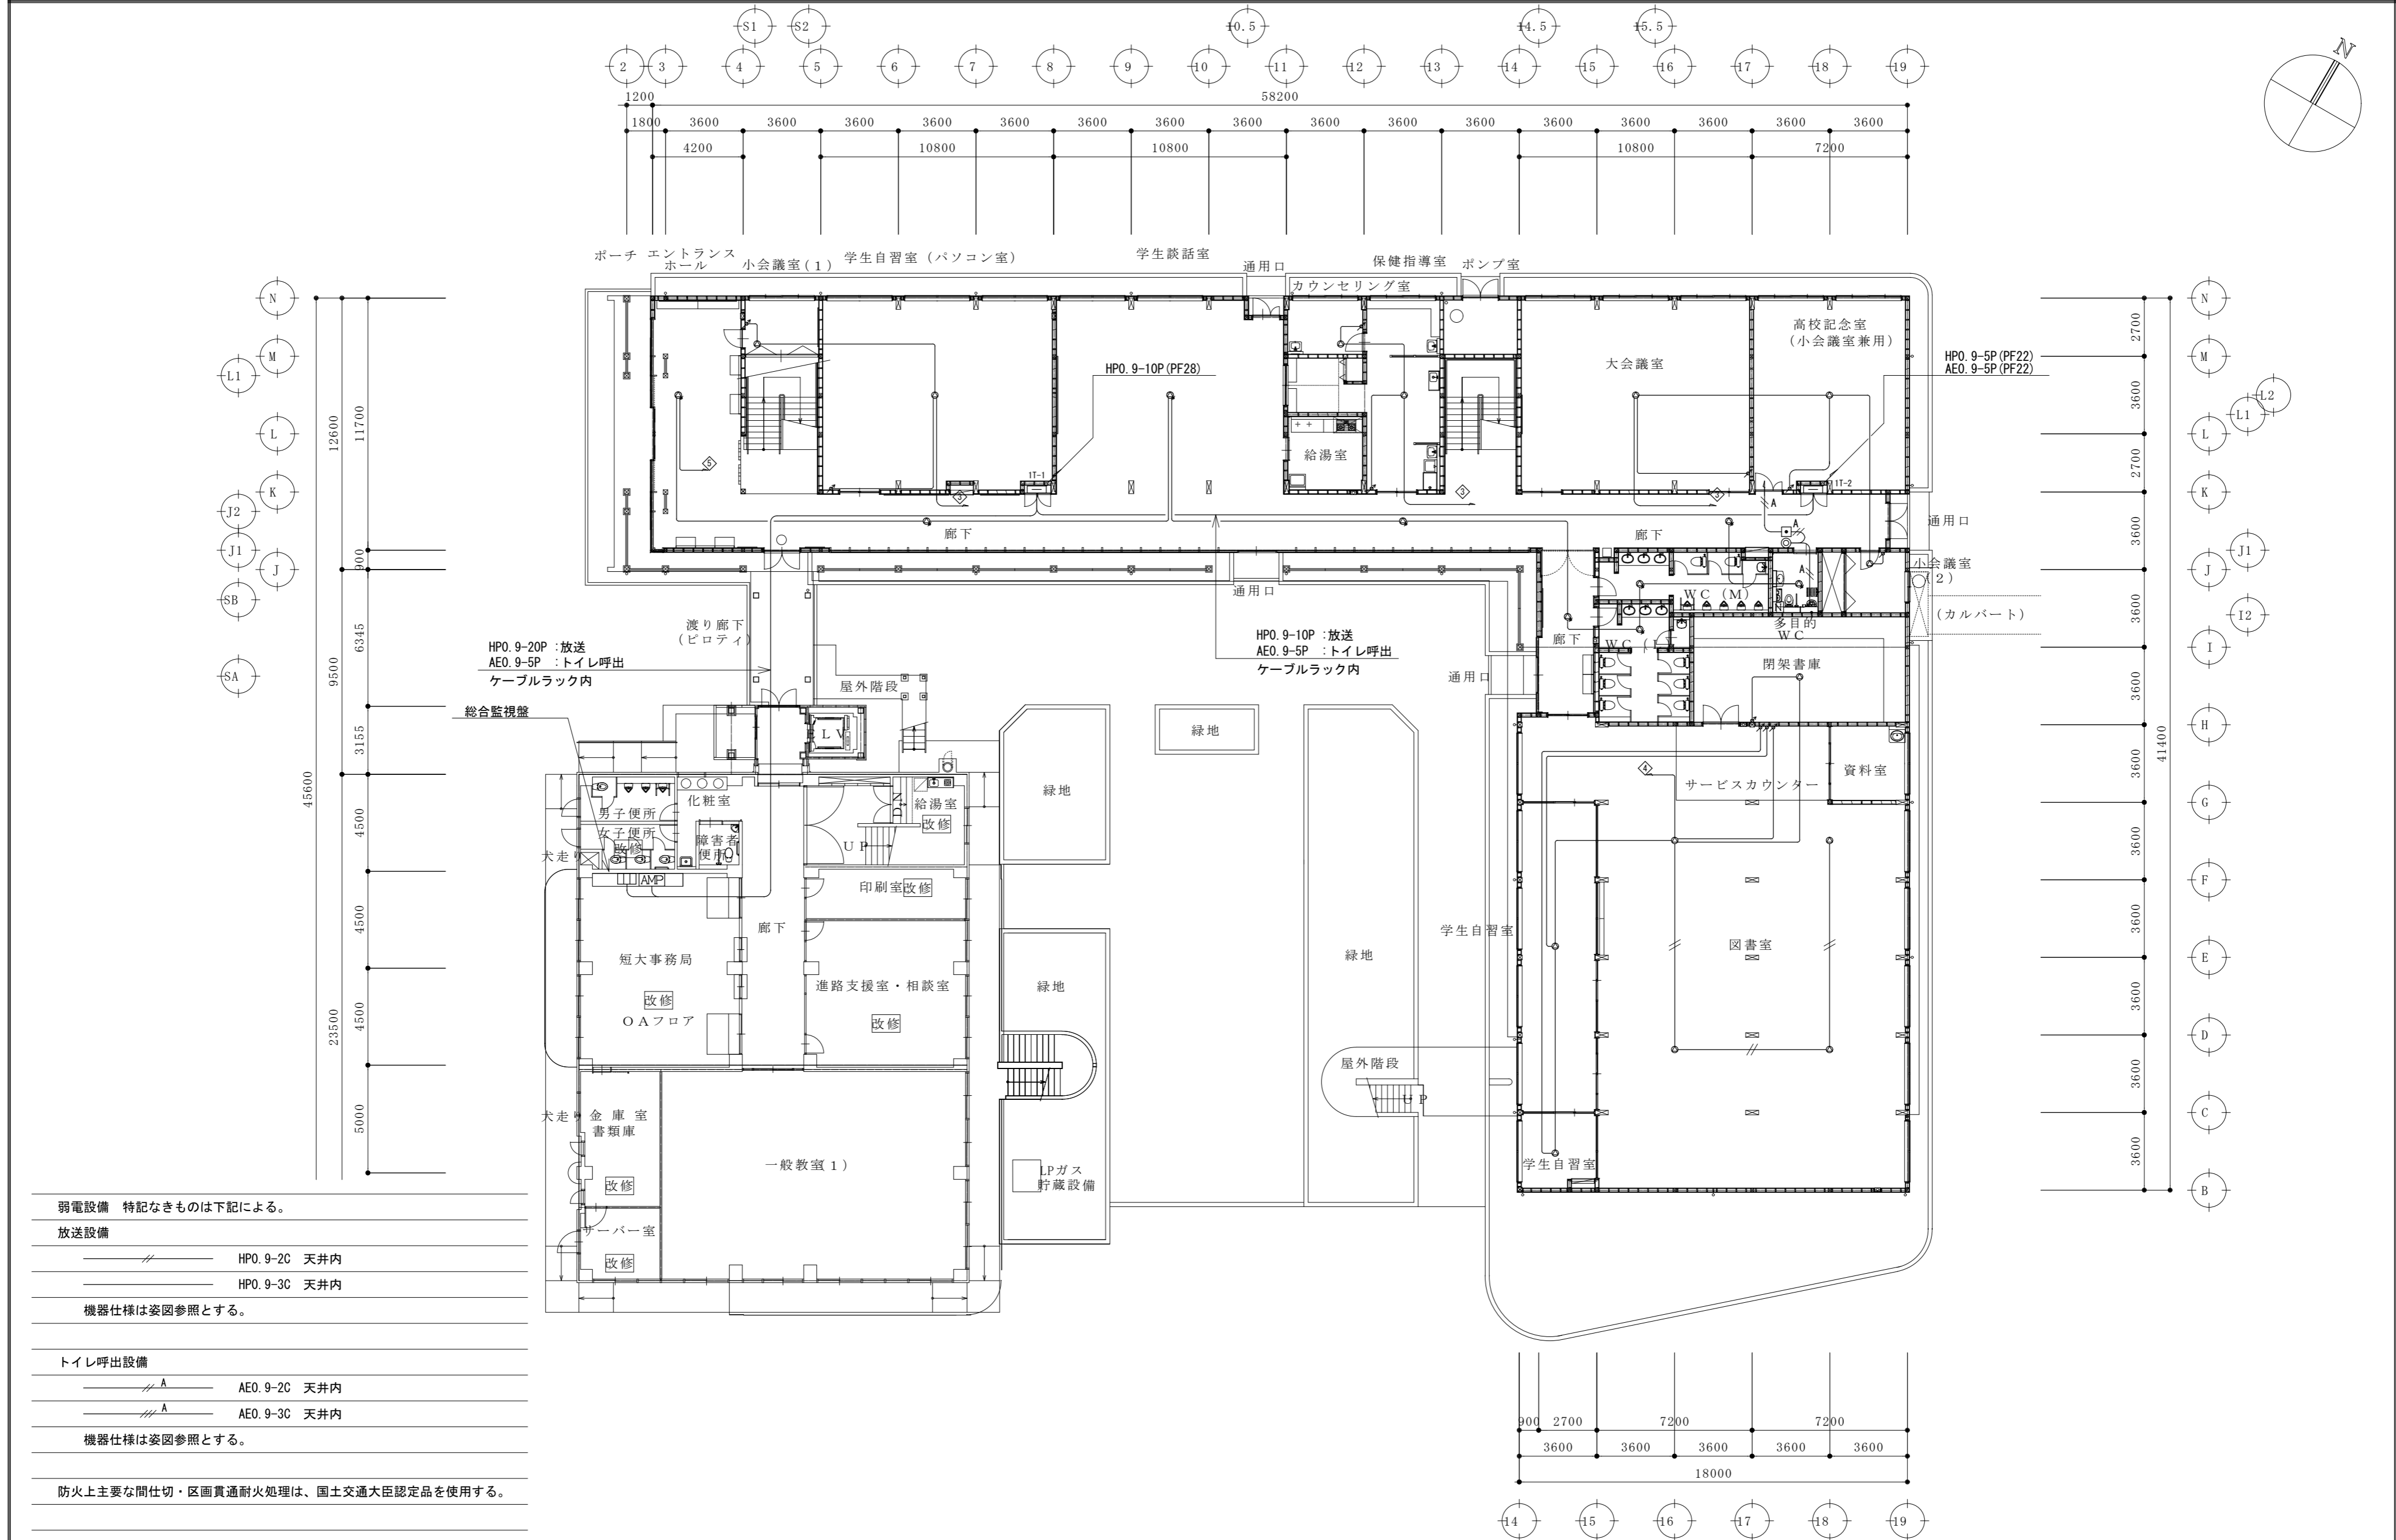 S1 S2 10.5 14.5 15.5
2 3 4 5 6 7 8 9 10 11 12 13 14 15 16 17 18 19
N
1200 58200
1800 3600 3600 3600 3600 3600 3600 3600 3600 3600 3600 3600 3600 3600 3600 3600 3600
4200 10800 10800 10800 7200
ポーチ エントランス
ホール
小会議室(1)
学生自習室 (パソコン室)
学生談話室
通用口
保健指導室
ポンプ室
カウンセリング室
高校記念室
(小会議室兼用)
大会議室
HP0.9-10P(PF28)
HP0.9-5P(PF22)
AE0.9-5P(PF22)
給湯室
1T-1
1T-2
5
3
3
3
A
A
A
廊下
廊下
通用口
通用口
小会議室
(2)
(カルバート)
WC (M)
多目的
WC
廊下
閉架書庫
通用口
渡り廊下
(ピロティ)
HP0.9-20P :放送
AE0.9-5P :トイレ呼出
ケーブルラック内
HP0.9-10P :放送
AE0.9-5P :トイレ呼出
ケーブルラック内
屋外階段
総合監視盤
ELV
緑地
4
サービスカウンター
資料室
緑地
化粧室
男子便所
女子便所
改修
障害者
便所
給湯室
改修
DN
UP
犬走り
AMP
印刷室 改修
廊下
短大事務局
改修
OAフロア
進路支援室・相談室
改修
緑地
緑地
学生自習室
図書室
屋外階段
UP
犬走り
金 庫 室
書類庫
改修
一般教室(1)
LPガス
貯蔵設備
学生自習室
サーバー室
改修
N
M
L1
L
K
J2
J1
J
SB
SA
45600
12600
9500
23500
11700
900
6345
3155
4500
4500
4500
5000
N
M
L2
L1
L
K
J1
J
I2
I
H
G
F
E
D
C
B
2700
3600
2700
3600
3600
3600
3600
3600
3600
3600
3600
3600
3600
41400
弱電設備 特記なきものは下記による。
放送設備
HP0.9-2C 天井内
HP0.9-3C 天井内
機器仕様は姿図参照とする。
トイレ呼出設備
A AE0.9-2C 天井内
A AE0.9-3C 天井内
機器仕様は姿図参照とする。
防火上主要な間仕切・区画貫通耐火処理は、国土交通大臣認定品を使用する。
900 2700 7200 7200
3600 3600 3600 3600 3600
18000
14 15 16 17 18 19